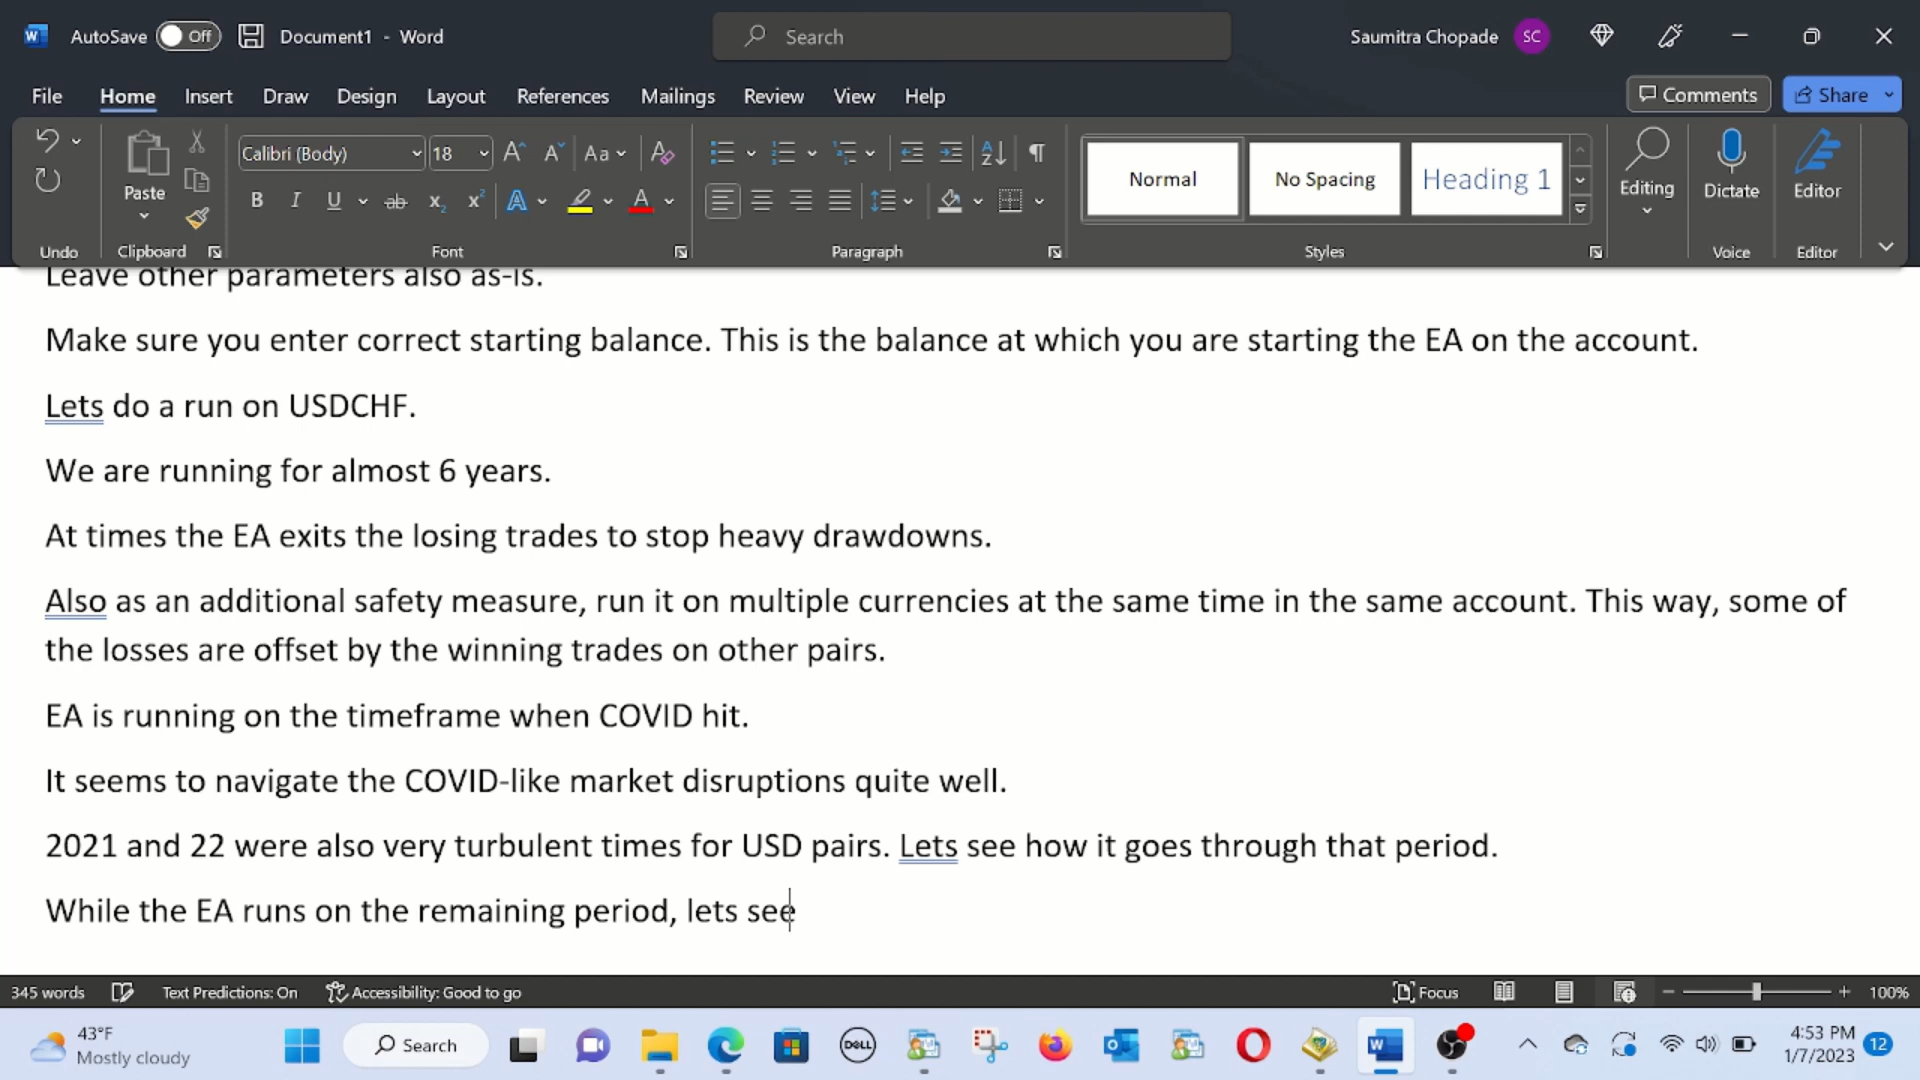 AutoSave Off Document1 - Word Search Saumitra Chopade SC
File Home Insert Draw Design Layout References Mailings Review View Help Comments Share
Calibri (Body) 18 Aa
Paste Normal No Spacing Heading 1 Editing Dictate Editor
B I U ab x₂ x² A A
Undo Clipboard Font Paragraph Styles Voice Editor
Leave other parameters also as-is.
Make sure you enter correct starting balance. This is the balance at which you are starting the EA on the account.
Lets do a run on USDCHF.
We are running for almost 6 years.
At times the EA exits the losing trades to stop heavy drawdowns.
Also as an additional safety measure, run it on multiple currencies at the same time in the same account. This way, some of
the losses are offset by the winning trades on other pairs.
EA is running on the timeframe when COVID hit.
It seems to navigate the COVID-like market disruptions quite well.
2021 and 22 were also very turbulent times for USD pairs. Lets see how it goes through that period.
While the EA runs on the remaining period, lets see
345 words Text Predictions: On Accessibility: Good to go Focus 100%
43°F
Mostly cloudy
Search
DELL
4:53 PM
1/7/2023
12